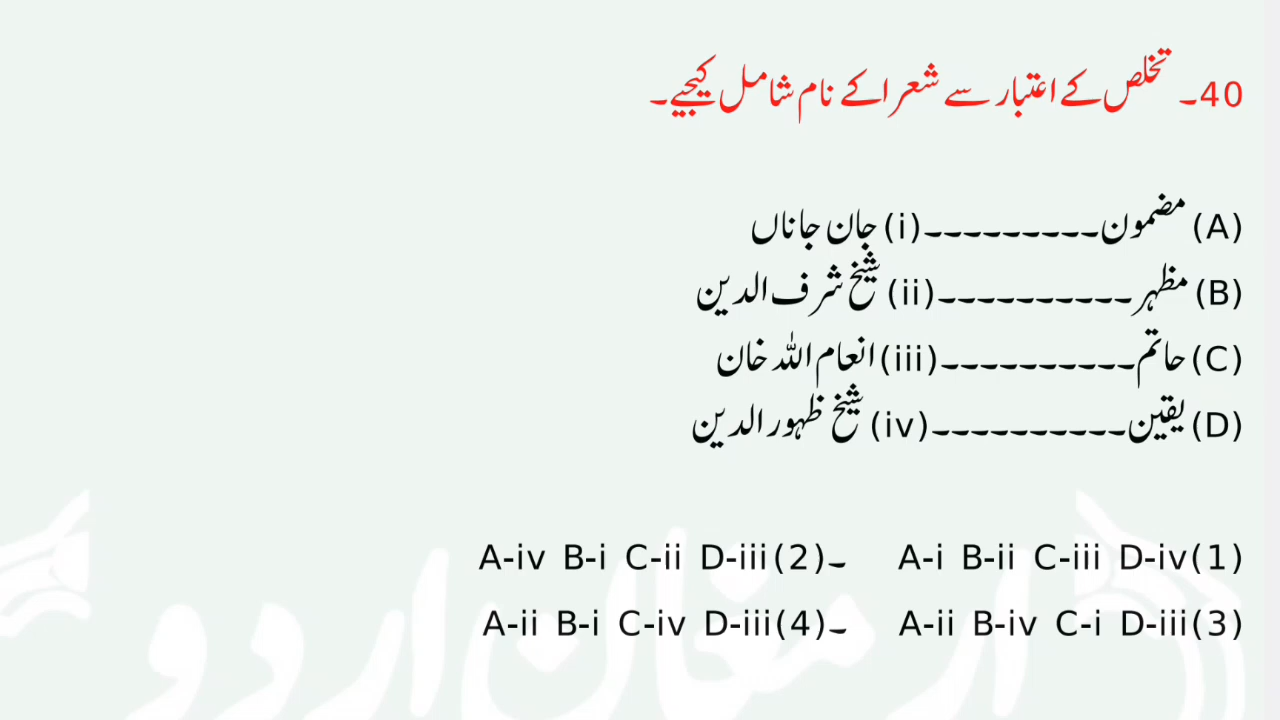 40۔ تخلص کے اعتبار سے شعرا کے نام شامل کیجیے۔
(A) مضمون۔۔۔۔۔۔۔۔۔(i) جان جاناں
(B) مظہر۔۔۔۔۔۔۔۔۔۔(ii) شیخ شرف الدین
(C) حاتم۔۔۔۔۔۔۔۔۔۔(iii) انعام اللہ خان
(D) یقین۔۔۔۔۔۔۔۔۔۔(iv) شیخ ظہور الدین
(1)A-i B-ii C-iii D-iv ۔(2)A-iv B-i C-ii D-iii
(3)A-ii B-iv C-i D-iii ۔(4)A-ii B-i C-iv D-iii
ارمغان اردو